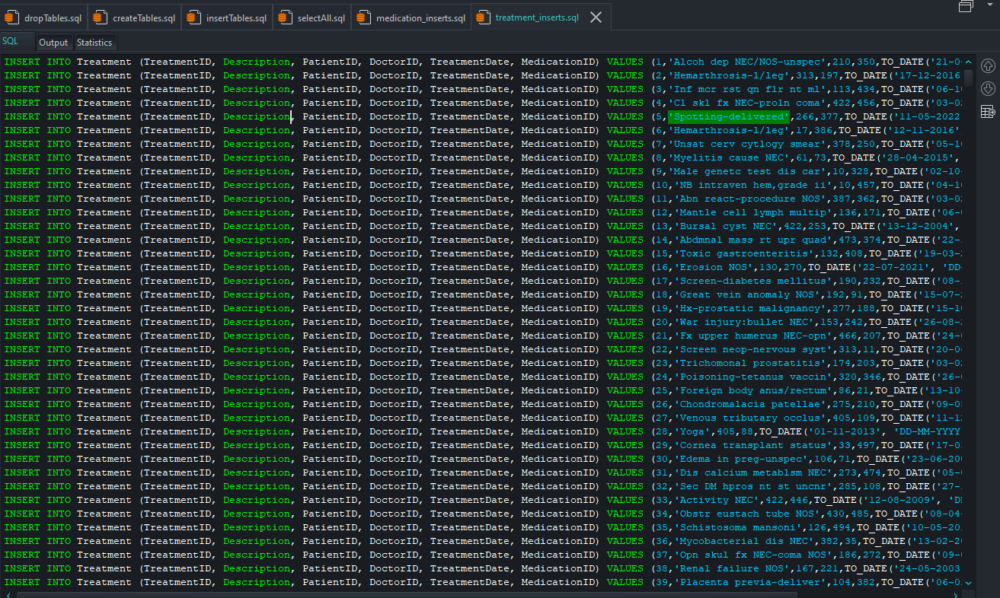 dropTables.sql createTables.sql insertTables.sql selectAll.sql medication_inserts.sql treatment_inserts.sql
SQL Output Statistics
INSERT INTO Treatment (TreatmentID, Description, PatientID, DoctorID, TreatmentDate, MedicationID) VALUES (1,'Alcoh dep NEC/NOS-unspec',210,350,TO_DATE('21-0
INSERT INTO Treatment (TreatmentID, Description, PatientID, DoctorID, TreatmentDate, MedicationID) VALUES (2,'Hemarthrosis-l/leg',313,197,TO_DATE('17-12-2016
INSERT INTO Treatment (TreatmentID, Description, PatientID, DoctorID, TreatmentDate, MedicationID) VALUES (3,'Inf mcr rst qn flr nt ml',113,434,TO_DATE('06-1
INSERT INTO Treatment (TreatmentID, Description, PatientID, DoctorID, TreatmentDate, MedicationID) VALUES (4,'Cl skl fx NEC-proln coma',422,456,TO_DATE('03-0
INSERT INTO Treatment (TreatmentID, Description, PatientID, DoctorID, TreatmentDate, MedicationID) VALUES (5,'Spotting-delivered',266,377,TO_DATE('11-05-2022
INSERT INTO Treatment (TreatmentID, Description, PatientID, DoctorID, TreatmentDate, MedicationID) VALUES (6,'Hemarthrosis-l/leg',17,386,TO_DATE('12-11-2016'
INSERT INTO Treatment (TreatmentID, Description, PatientID, DoctorID, TreatmentDate, MedicationID) VALUES (7,'Unsat cerv cytlogy smear',378,250,TO_DATE('05-1
INSERT INTO Treatment (TreatmentID, Description, PatientID, DoctorID, TreatmentDate, MedicationID) VALUES (8,'Myelitis cause NEC',61,73,TO_DATE('28-04-2015',
INSERT INTO Treatment (TreatmentID, Description, PatientID, DoctorID, TreatmentDate, MedicationID) VALUES (9,'Male genetc test dis car',10,328,TO_DATE('02-10-
INSERT INTO Treatment (TreatmentID, Description, PatientID, DoctorID, TreatmentDate, MedicationID) VALUES (10,'NB intraven hem,grade ii',10,457,TO_DATE('04-1
INSERT INTO Treatment (TreatmentID, Description, PatientID, DoctorID, TreatmentDate, MedicationID) VALUES (11,'Abn react-procedure NOS',387,362,TO_DATE('03-0
INSERT INTO Treatment (TreatmentID, Description, PatientID, DoctorID, TreatmentDate, MedicationID) VALUES (12,'Mantle cell lymph multip',136,171,TO_DATE('06-
INSERT INTO Treatment (TreatmentID, Description, PatientID, DoctorID, TreatmentDate, MedicationID) VALUES (13,'Bursal cyst NEC',422,253,TO_DATE('13-12-2004',
INSERT INTO Treatment (TreatmentID, Description, PatientID, DoctorID, TreatmentDate, MedicationID) VALUES (14,'Abdmnal mass rt upr quad',473,374,TO_DATE('22-
INSERT INTO Treatment (TreatmentID, Description, PatientID, DoctorID, TreatmentDate, MedicationID) VALUES (15,'Toxic gastroenteritis',132,408,TO_DATE('19-03-
INSERT INTO Treatment (TreatmentID, Description, PatientID, DoctorID, TreatmentDate, MedicationID) VALUES (16,'Erosion NOS',130,270,TO_DATE('22-07-2021', 'DD-
INSERT INTO Treatment (TreatmentID, Description, PatientID, DoctorID, TreatmentDate, MedicationID) VALUES (17,'Screen-diabetes mellitus',190,232,TO_DATE('08-
INSERT INTO Treatment (TreatmentID, Description, PatientID, DoctorID, TreatmentDate, MedicationID) VALUES (18,'Great vein anomaly NOS',192,91,TO_DATE('15-07-
INSERT INTO Treatment (TreatmentID, Description, PatientID, DoctorID, TreatmentDate, MedicationID) VALUES (19,'Hx-prostatic malignancy',277,188,TO_DATE('15-1
INSERT INTO Treatment (TreatmentID, Description, PatientID, DoctorID, TreatmentDate, MedicationID) VALUES (20,'War injury:bullet NEC',153,242,TO_DATE('26-08-
INSERT INTO Treatment (TreatmentID, Description, PatientID, DoctorID, TreatmentDate, MedicationID) VALUES (21,'Fx upper humerus NEC-opn',466,207,TO_DATE('24-
INSERT INTO Treatment (TreatmentID, Description, PatientID, DoctorID, TreatmentDate, MedicationID) VALUES (22,'Screen neop-nervous syst',313,11,TO_DATE('20-0
INSERT INTO Treatment (TreatmentID, Description, PatientID, DoctorID, TreatmentDate, MedicationID) VALUES (23,'Trichomonal prostatitis',174,203,TO_DATE('03-0
INSERT INTO Treatment (TreatmentID, Description, PatientID, DoctorID, TreatmentDate, MedicationID) VALUES (24,'Poisoning-tetanus vaccin',320,346,TO_DATE('26-
INSERT INTO Treatment (TreatmentID, Description, PatientID, DoctorID, TreatmentDate, MedicationID) VALUES (25,'Foreign body anus/rectum',86,21,TO_DATE('13-10-
INSERT INTO Treatment (TreatmentID, Description, PatientID, DoctorID, TreatmentDate, MedicationID) VALUES (26,'Chondromalacia patellae',275,210,TO_DATE('09-0
INSERT INTO Treatment (TreatmentID, Description, PatientID, DoctorID, TreatmentDate, MedicationID) VALUES (27,'Venous tributary occlus',405,109,TO_DATE('11-1
INSERT INTO Treatment (TreatmentID, Description, PatientID, DoctorID, TreatmentDate, MedicationID) VALUES (28,'Yoga',405,88,TO_DATE('01-11-2013', 'DD-MM-YYYY
INSERT INTO Treatment (TreatmentID, Description, PatientID, DoctorID, TreatmentDate, MedicationID) VALUES (29,'Cornea transplant status',33,497,TO_DATE('17-0
INSERT INTO Treatment (TreatmentID, Description, PatientID, DoctorID, TreatmentDate, MedicationID) VALUES (30,'Edema in preg-unspec',106,71,TO_DATE('23-06-20
INSERT INTO Treatment (TreatmentID, Description, PatientID, DoctorID, TreatmentDate, MedicationID) VALUES (31,'Dis calcium metablsm NEC',273,474,TO_DATE('05-
INSERT INTO Treatment (TreatmentID, Description, PatientID, DoctorID, TreatmentDate, MedicationID) VALUES (32,'Sec DM hpros nt st uncnr',285,108,TO_DATE('27-
INSERT INTO Treatment (TreatmentID, Description, PatientID, DoctorID, TreatmentDate, MedicationID) VALUES (33,'Activity NEC',422,446,TO_DATE('12-08-2009', 'D
INSERT INTO Treatment (TreatmentID, Description, PatientID, DoctorID, TreatmentDate, MedicationID) VALUES (34,'Obstr eustach tube NOS',430,485,TO_DATE('08-04
INSERT INTO Treatment (TreatmentID, Description, PatientID, DoctorID, TreatmentDate, MedicationID) VALUES (35,'Schistosoma mansoni',126,494,TO_DATE('10-05-20
INSERT INTO Treatment (TreatmentID, Description, PatientID, DoctorID, TreatmentDate, MedicationID) VALUES (36,'Mycobacterial dis NEC',382,35,TO_DATE('13-02-2
INSERT INTO Treatment (TreatmentID, Description, PatientID, DoctorID, TreatmentDate, MedicationID) VALUES (37,'Opn skul fx NEC-coma NOS',186,272,TO_DATE('09-
INSERT INTO Treatment (TreatmentID, Description, PatientID, DoctorID, TreatmentDate, MedicationID) VALUES (38,'Renal failure NOS',167,221,TO_DATE('24-05-2003
INSERT INTO Treatment (TreatmentID, Description, PatientID, DoctorID, TreatmentDate, MedicationID) VALUES (39,'Placenta previa-deliver',104,382,TO_DATE('06-0